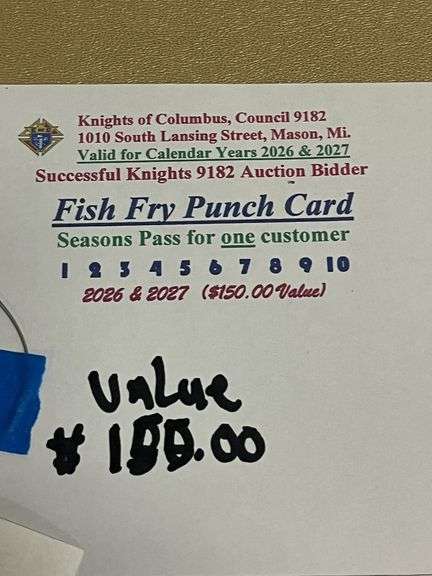 Knights of Columbus, Council 9182
1010 South Lansing Street, Mason, Mi.
Valid for Calendar Years 2026 & 2027
Successful Knights 9182 Auction Bidder
Fish Fry Punch Card
Seasons Pass for one customer
1 2 3 4 5 6 7 8 9 10
2026 & 2027 ($150.00 Value)
Value